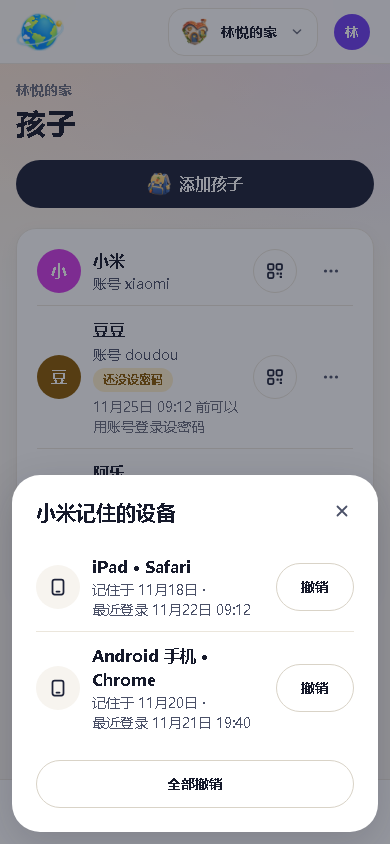 林悦的家
林
林悦的家
孩子
添加孩子
小
小米
账号 xiaomi
豆
豆豆
账号 doudou
还没设密码
11月25日 09:12 前可以
用账号登录设密码
阿乐
小米记住的设备
iPad • Safari
记住于 11月18日 ·
最近登录 11月22日 09:12
撤销
Android 手机 •
Chrome
记住于 11月20日 ·
最近登录 11月21日 19:40
撤销
全部撤销